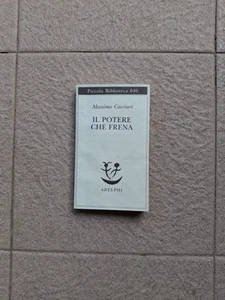 Piccola Biblioteca 640
Massimo Cacciari
IL POTERE
CHE FRENA
ADELPHI